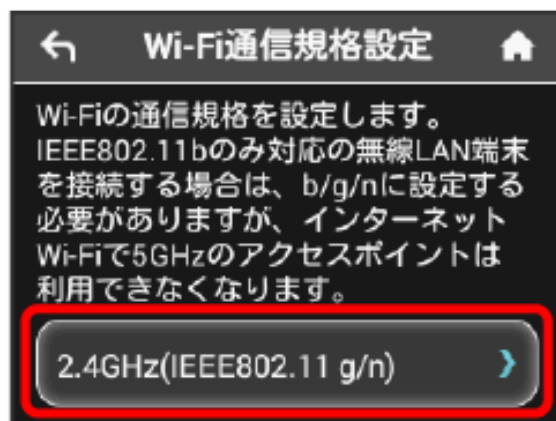 Wi-Fi通信規格設定
Wi-Fiの通信規格を設定します。
IEEE802.11bのみ対応の無線LAN端末
を接続する場合は、b/g/nに設定する
必要がありますが、インターネット
Wi-Fiで5GHzのアクセスポイントは
利用できなくなります。
2.4GHz(IEEE802.11 g/n)